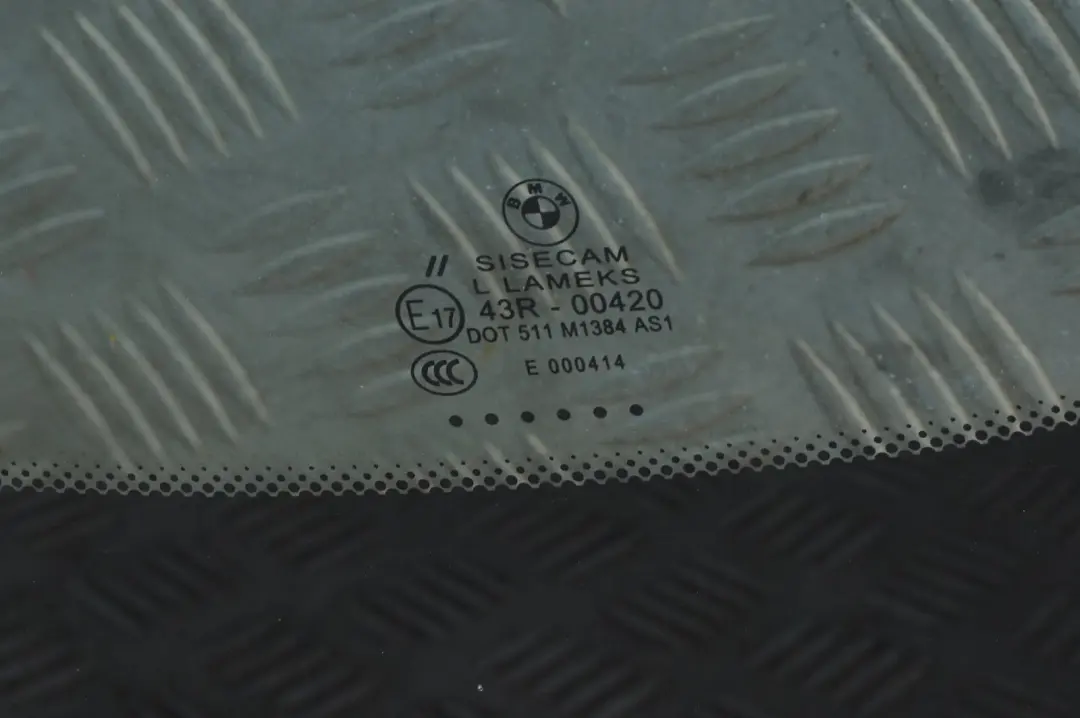 BMW
// SISECAM
L LAMEKS
E17 43R - 00420
DOT 511 M1384 AS1
CCC E 000414